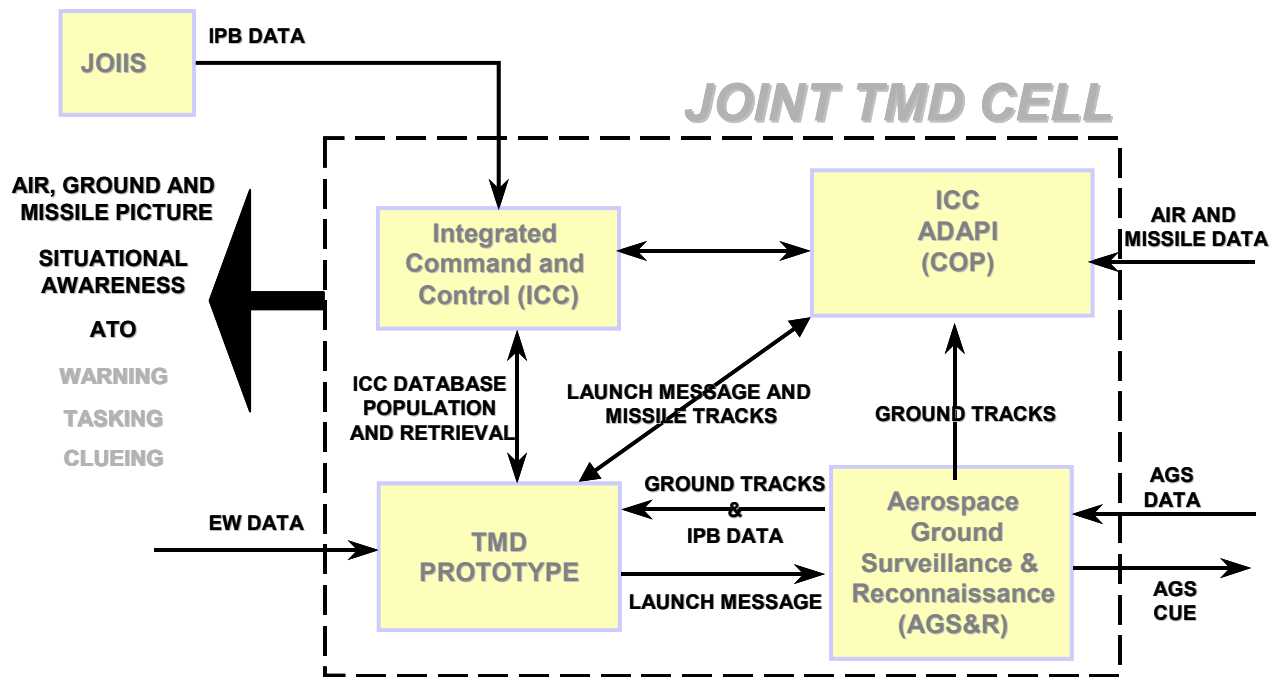 IPB DATA
JOIIS
JOINT TMD CELL
AIR, GROUND AND
MISSILE PICTURE
SITUATIONAL
AWARENESS
ATO
WARNING
TASKING
CLUEING
Integrated
Command and
Control (ICC)
ICC
ADAPI
(COP)
AIR AND
MISSILE DATA
ICC DATABASE
POPULATION
AND RETRIEVAL
LAUNCH MESSAGE AND
MISSILE TRACKS
GROUND TRACKS
EW DATA
TMD
PROTOTYPE
GROUND TRACKS
&
IPB DATA
LAUNCH MESSAGE
Aerospace
Ground
Surveillance &
Reconnaissance
(AGS&R)
AGS
DATA
AGS
CUE